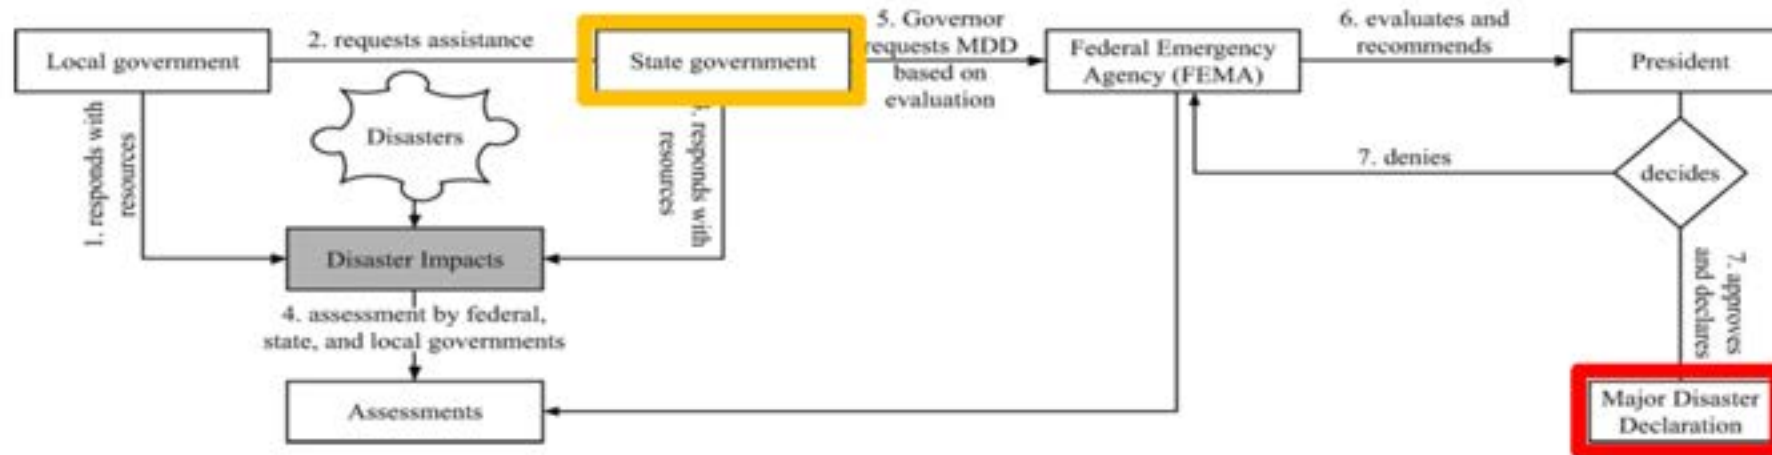 Local government
2. requests assistance
State government
5. Governor
requests MDD
based on
evaluation
Federal Emergency
Agency (FEMA)
6. evaluates and
recommends
President
1. responds with
resources
Disasters
responds with
resources
7. denies
decides
Disaster Impacts
4. assessment by federal,
state, and local governments
Assessments
7. approves
and declares
Major Disaster
Declaration